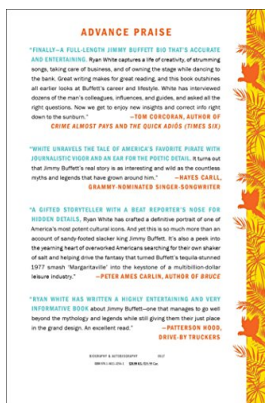 ADVANCE PRAISE
"FINALLY–A FULL-LENGTH JIMMY BUFFETT BIO THAT'S ACCURATE
AND ENTERTAINING. Ryan White captures a life of creativity, of strumming
songs, taking care of business, and of owning the stage while dancing to
the bank. Great writing makes for great reading, and this book outshines
all earlier looks at Buffett's career and lifestyle. White has interviewed
dozens of the man's colleagues, influences, and guides, and asked all the
right questions. Now to enjoy new insights and correct info right
down to the sunburn." —TOM CORCORAN, AUTHOR OF
CRIME ALMOST PAYS AND THE QUICK ADIÓS (TIMES SIX)
"WHITE UNRAVELS THE TALE OF AMERICA'S FAVORITE PIRATE WITH
JOURNALISTIC VIGOR AND AN EAR FOR THE POETIC DETAIL. It turns out
that Jimmy Buffett's real story is as interesting and wild as the countless
myths and legends that have grown around him." —HAYES CARLL,
GRAMMY-NOMINATED SINGER-SONGWRITER
"A GIFTED STORYTELLER WITH A BEAT REPORTER'S NOSE FOR
HIDDEN DETAILS, Ryan White has crafted a definitive portrait of one of
America's most potent cultural icons. And yet this is so much more than an
account of sandy-footed slacker king Jimmy Buffett. It's also a peek into
the yearning heart of overworked Americans searching for their own shaker
of salt and helping drive the fantasy that turned Buffett's tequila-stunned
1977 smash "Margaritaville" into the keystone of a multibillion-dollar
leisure industry." —PETER AMES CARLIN, AUTHOR OF BRUCE
"RYAN WHITE HAS WRITTEN A HIGHLY ENTERTAINING AND VERY
INFORMATIVE BOOK about Jimmy Buffett—one that manages to go well
beyond the mythology and legends while still giving them their just place
in the grand design. An excellent read." —PATTERSON HOOD,
DRIVE-BY TRUCKERS
BIOGRAPHY & AUTOBIOGRAPHY